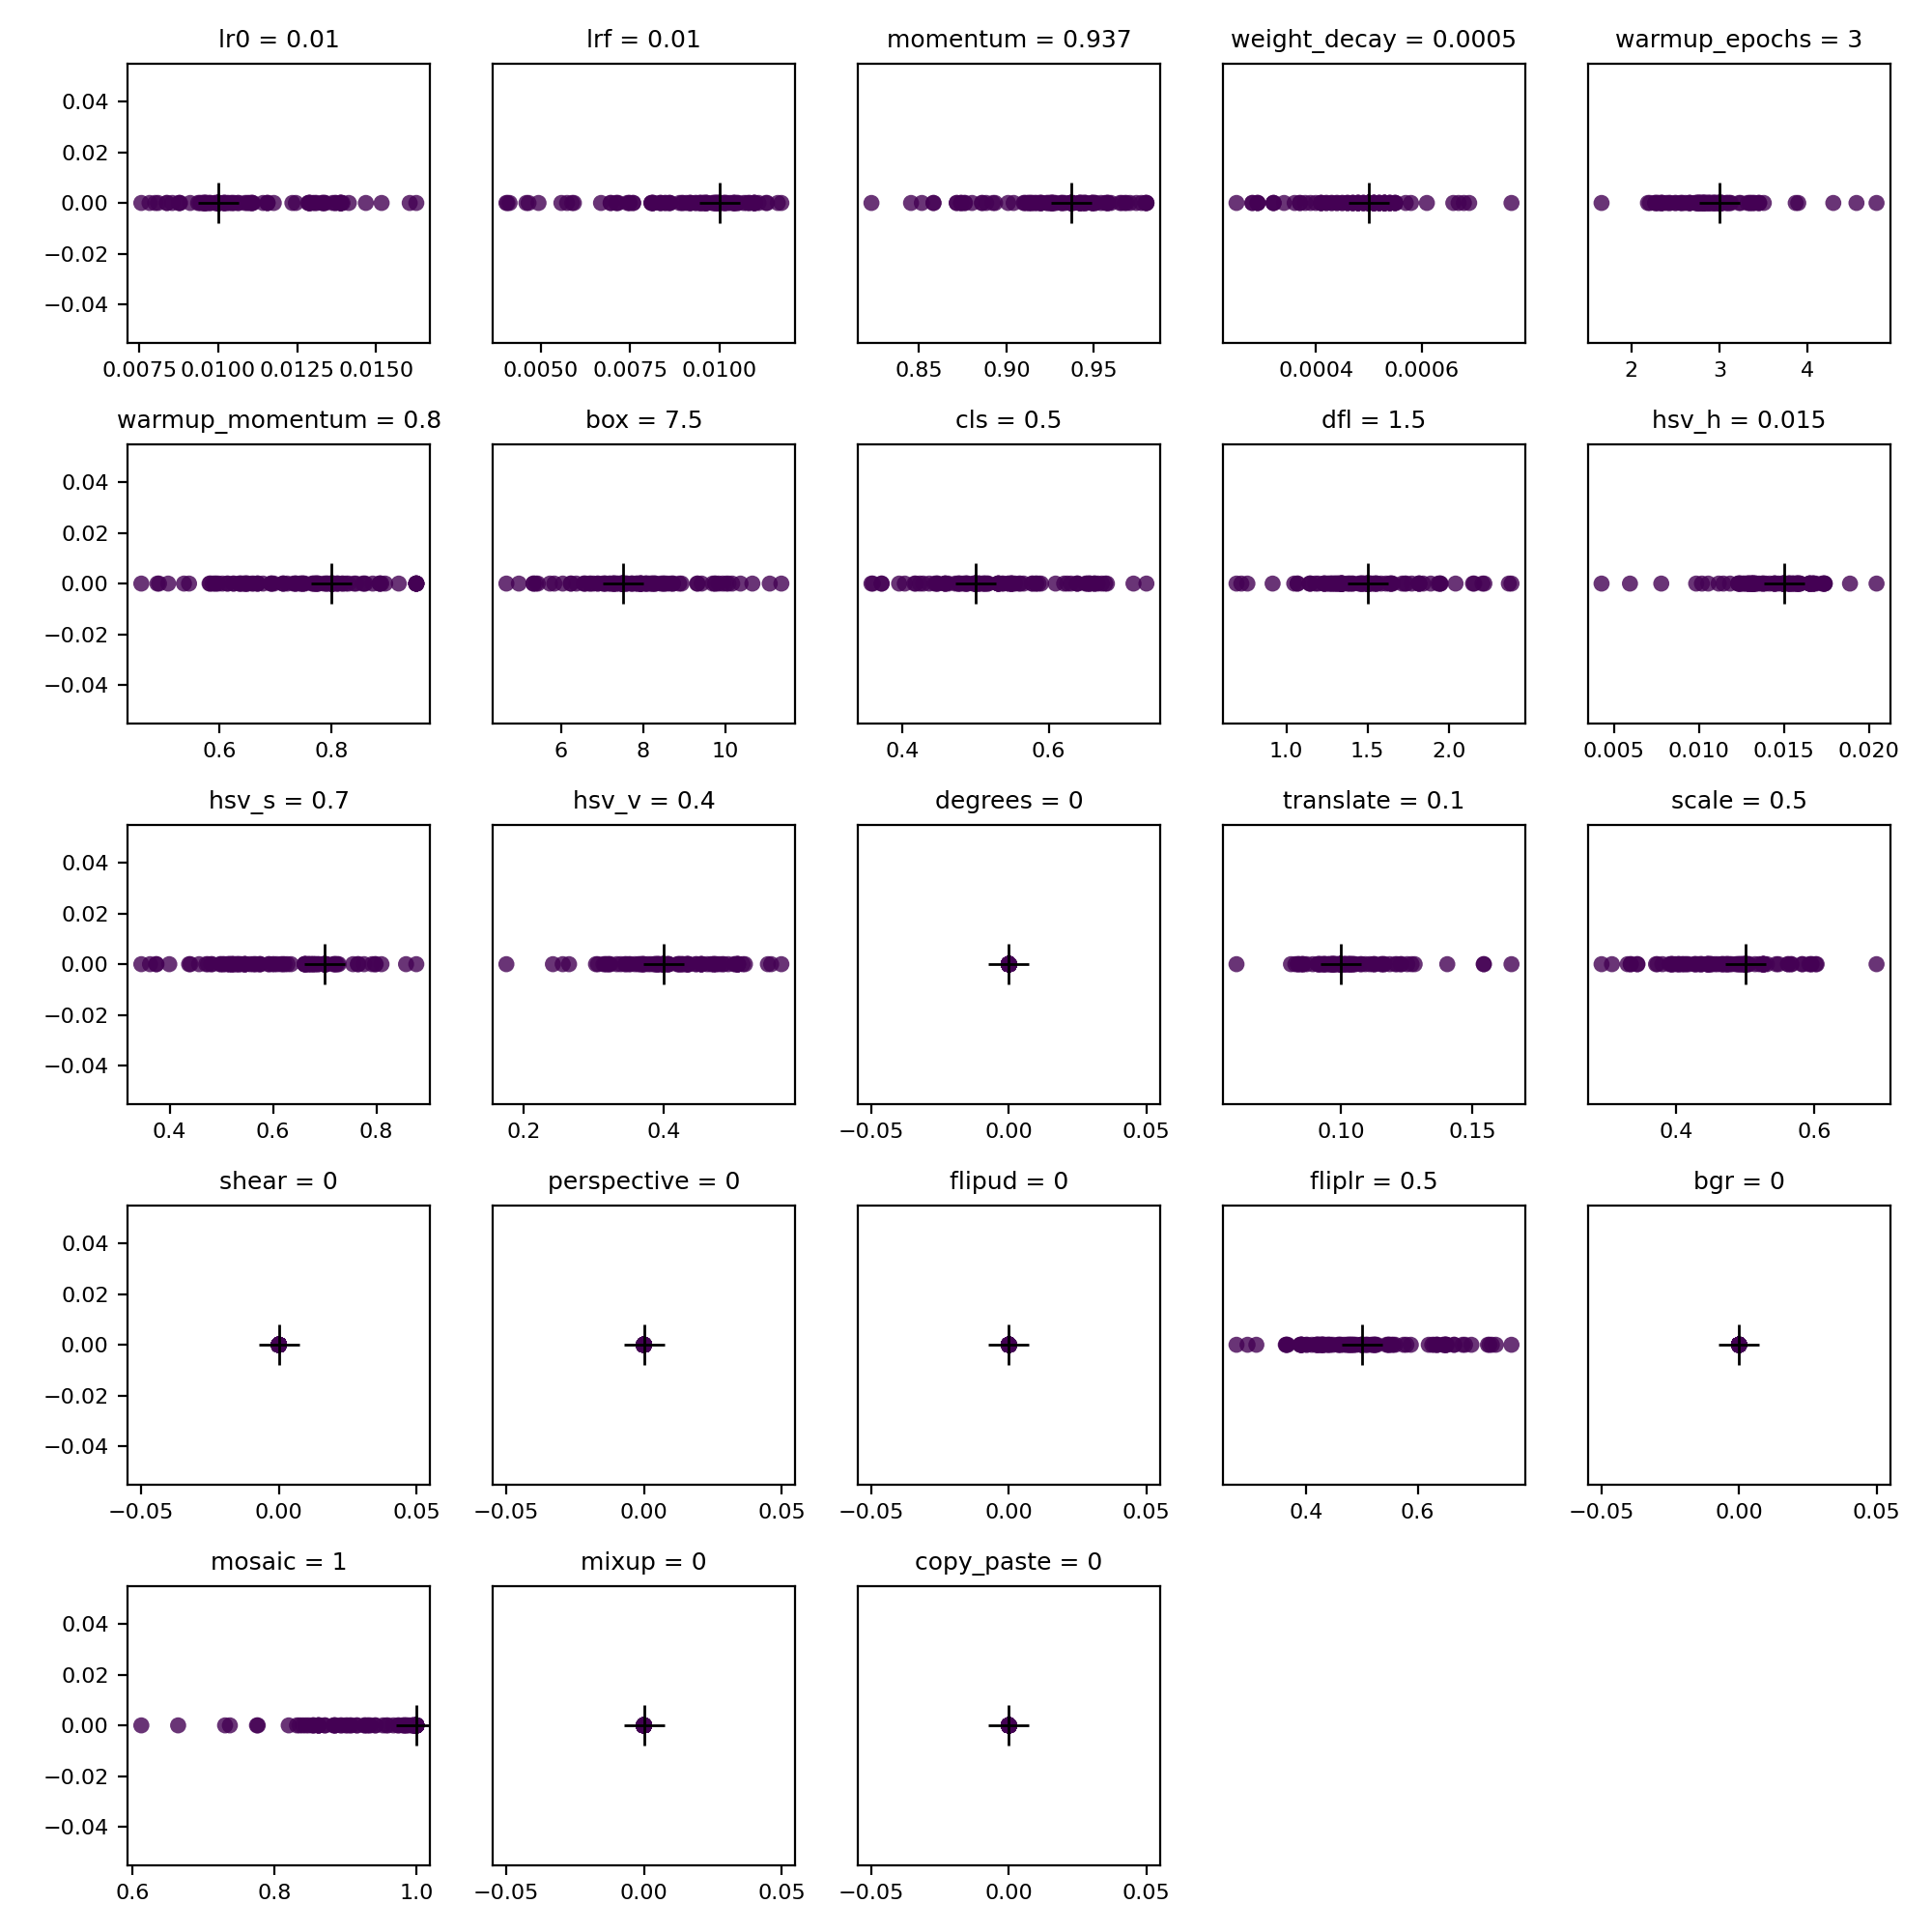 lr0 = 0.01 lrf = 0.01 momentum = 0.937 weight_decay = 0.0005 warmup_epochs = 3
0.04
0.02
0.00
−0.02
−0.04
0.0075 0.0100 0.0125 0.0150 0.0050 0.0075 0.0100 0.85 0.90 0.95 0.0004 0.0006 2 3 4
warmup_momentum = 0.8 box = 7.5 cls = 0.5 dfl = 1.5 hsv_h = 0.015
0.04
0.02
0.00
−0.02
−0.04
0.6 0.8 6 8 10 0.4 0.6 1.0 1.5 2.0 0.005 0.010 0.015 0.020
hsv_s = 0.7 hsv_v = 0.4 degrees = 0 translate = 0.1 scale = 0.5
0.04
0.02
0.00
−0.02
−0.04
0.4 0.6 0.8 0.2 0.4 −0.05 0.00 0.05 0.10 0.15 0.4 0.6
shear = 0 perspective = 0 flipud = 0 fliplr = 0.5 bgr = 0
0.04
0.02
0.00
−0.02
−0.04
−0.05 0.00 0.05 −0.05 0.00 0.05 −0.05 0.00 0.05 0.4 0.6 −0.05 0.00 0.05
mosaic = 1 mixup = 0 copy_paste = 0
0.04
0.02
0.00
−0.02
−0.04
0.6 0.8 1.0 −0.05 0.00 0.05 −0.05 0.00 0.05